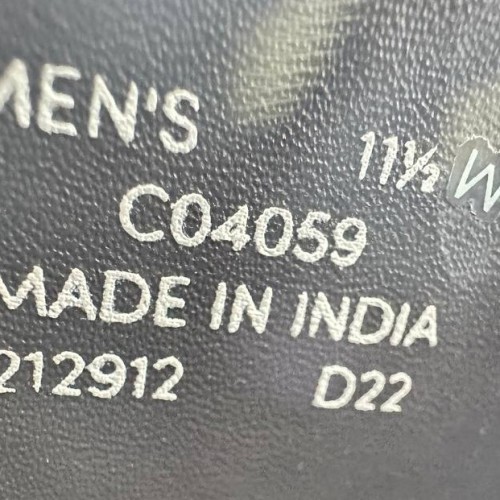 MEN'S
11½ W
C04059
MADE IN INDIA
212912 D22